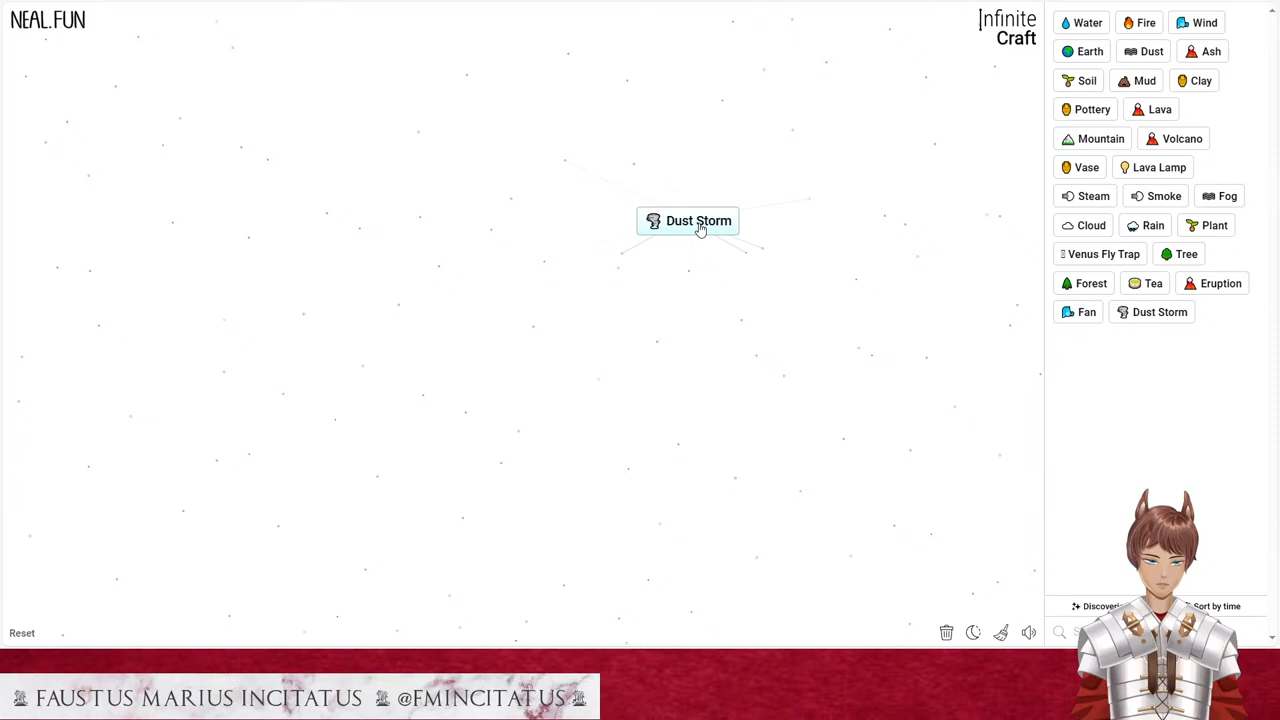 NEAL.FUN
Infinite
Craft
Water Fire Wind
Earth Dust Ash
Soil Mud Clay
Pottery Lava
Mountain Volcano
Vase Lava Lamp
Steam Smoke Fog
Cloud Rain Plant
Venus Fly Trap Tree
Forest Tea Eruption
Fan Dust Storm
Dust Storm
Discoveri Sort by time
Reset
FAUSTUS MARIUS INCITATUS @FMINCITATUS